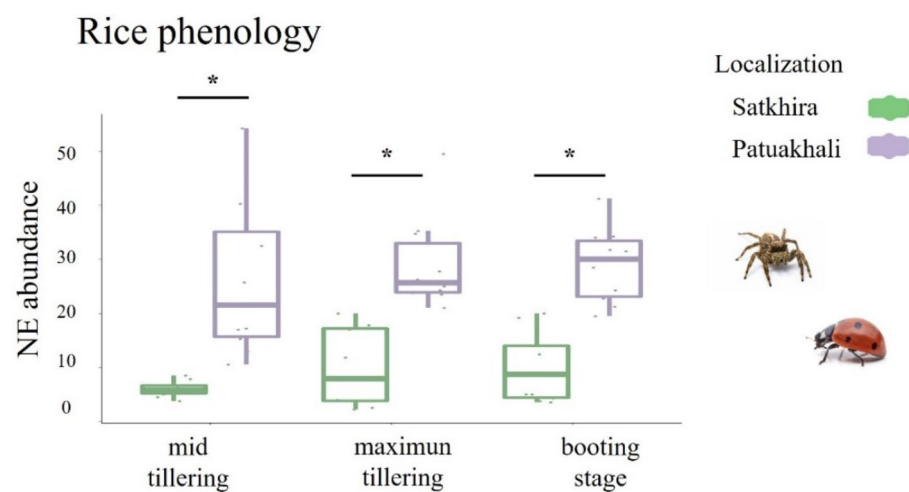 Rice phenology
*
*
*
NE abundance
50
40
30
20
10
0
mid
tillering
maximun
tillering
booting
stage
Localization
Satkhira
Patuakhali